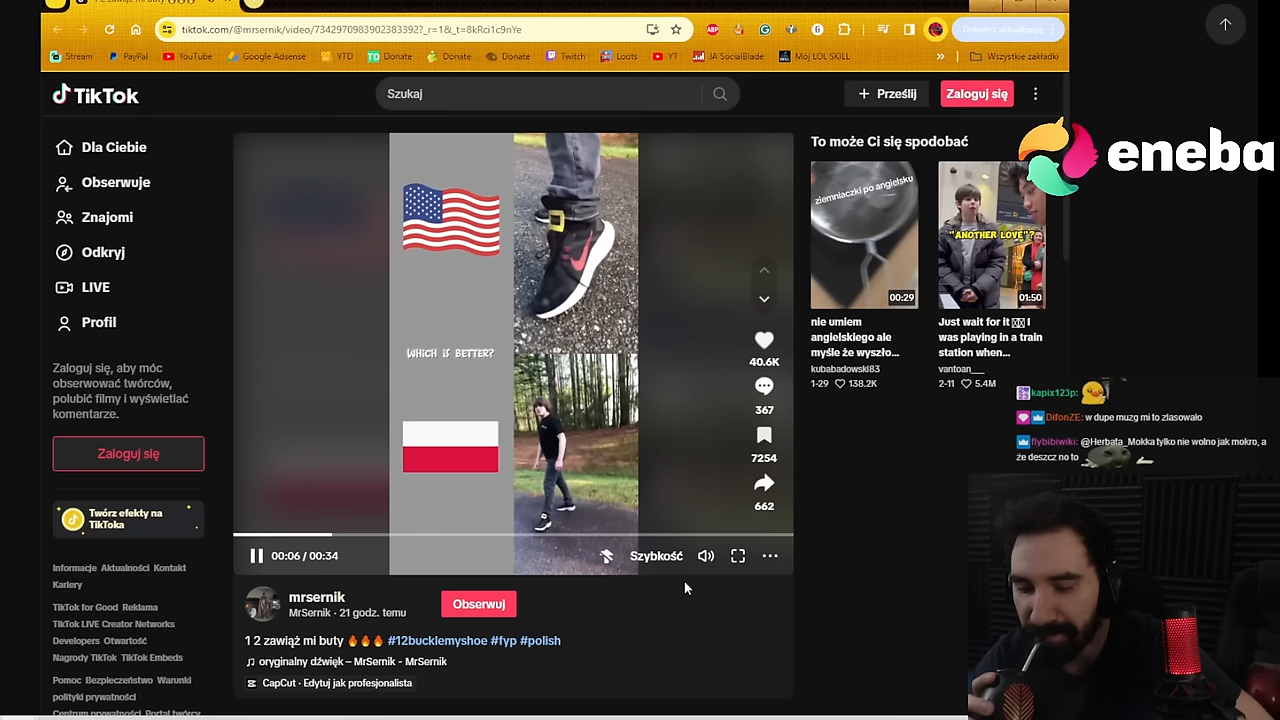 tiktok.com/@mrsernik/video/7342970983902383392?_r=1&_t=8kRci1c9nYe
Stream PayPal YouTube Google Adsense YTD Donate Donate Donate Twitch Loots YT JA SocialBlade Mój LOL SKILL » Wszystkie zakładki
TikTok
Szukaj
Prześlij
Zaloguj się
Dla Ciebie
Obserwuje
Znajomi
Odkryj
LIVE
Profil
Zaloguj się, aby móc
obserwować twórców,
polubić filmy i wyświetlać
komentarze.
Zaloguj się
Twórz efekty na
TikToka
Informacje Aktualności Kontakt
Kariery
TikTok for Good Reklama
TikTok LIVE Creator Networks
Developers Otwartość
Nagrody TikTok TikTok Embeds
Pomoc Bezpieczeństwo Warunki
polityki prywatności
Centrum prywatności Portal twórcy
WHICH IS BETTER?
40.6K
367
7254
662
00:06 / 00:34
Szybkość
mrsernik
MrSernik · 21 godz. temu
Obserwuj
1 2 zawiąż mi buty 🔥🔥🔥 #12bucklemyshoe #fyp #polish
♫ oryginalny dźwięk – MrSernik - MrSernik
CapCut · Edytuj jak profesjonalista
To może Ci się spodobać
ziemniaczki po angielsku
00:29
nie umiem
angielskiego ale
myśle że wyszło...
kubabadowski83
1-29 138.2K
"ANOTHER LOVE"?
01:50
Just wait for it I
was playing in a train
station when...
vantoan___
2-11 5.4M
eneba
kapix123p:
DifonZE: w dupe muzg mi to zlasowało
flybibiwiki: @Herbata_Mokka tylko nie wolno jak mokro, a
że deszcz no to